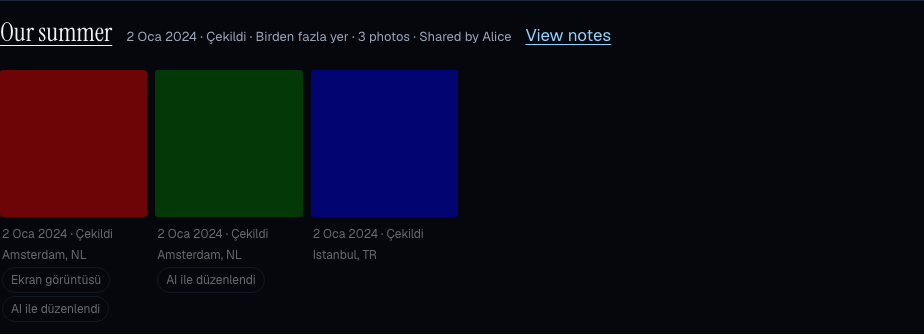 Our summer 2 Oca 2024 · Çekildi · Birden fazla yer · 3 photos · Shared by Alice View notes
2 Oca 2024 · Çekildi
Amsterdam, NL
Ekran görüntüsü
AI ile düzenlendi
2 Oca 2024 · Çekildi
Amsterdam, NL
AI ile düzenlendi
2 Oca 2024 · Çekildi
Istanbul, TR